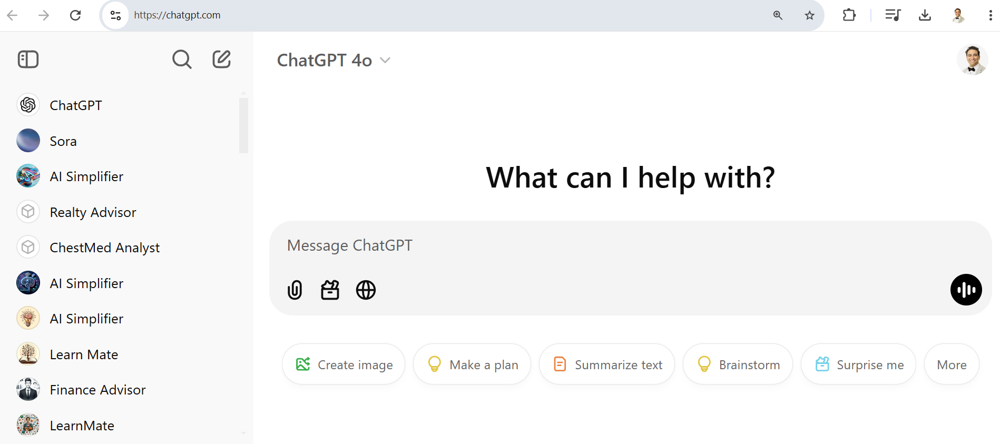 https://chatgpt.com
ChatGPT 4o
ChatGPT
Sora
AI Simplifier
Realty Advisor
ChestMed Analyst
AI Simplifier
AI Simplifier
Learn Mate
Finance Advisor
LearnMate
What can I help with?
Message ChatGPT
Create image
Make a plan
Summarize text
Brainstorm
Surprise me
More